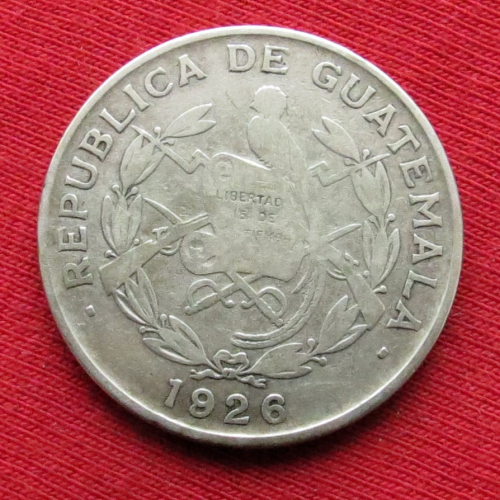 · REPUBLICA DE GUATEMALA ·
LIBERTAD
15 DE
1926